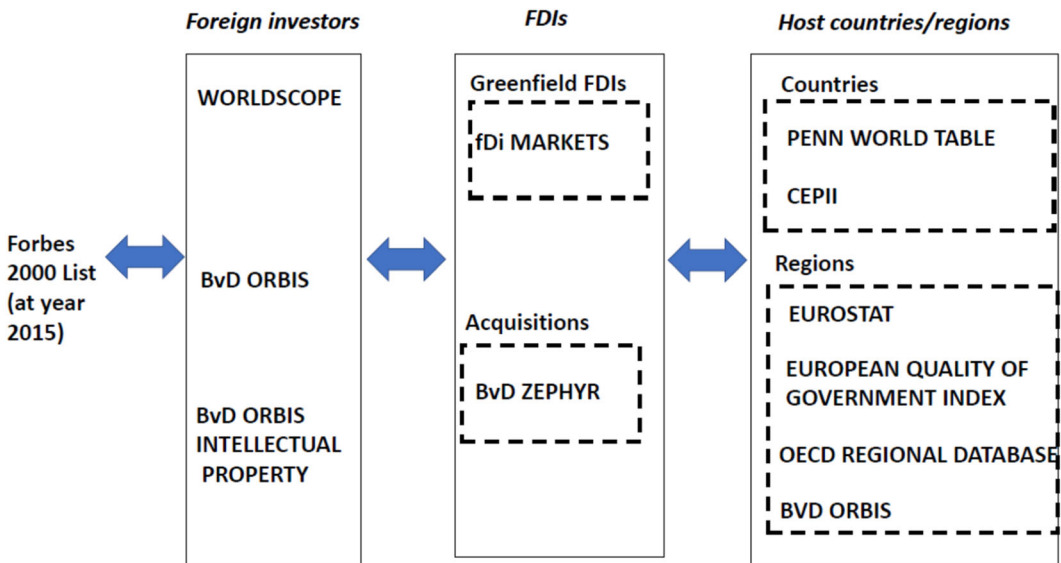 Foreign investors
FDIs
Host countries/regions
Forbes
2000 List
(at year
2015)
WORLDSCOPE
BvD ORBIS
BvD ORBIS
INTELLECTUAL
PROPERTY
Greenfield FDIs
fDi MARKETS
Acquisitions
BvD ZEPHYR
Countries
PENN WORLD TABLE
CEPII
Regions
EUROSTAT
EUROPEAN QUALITY OF
GOVERNMENT INDEX
OECD REGIONAL DATABASE
BVD ORBIS